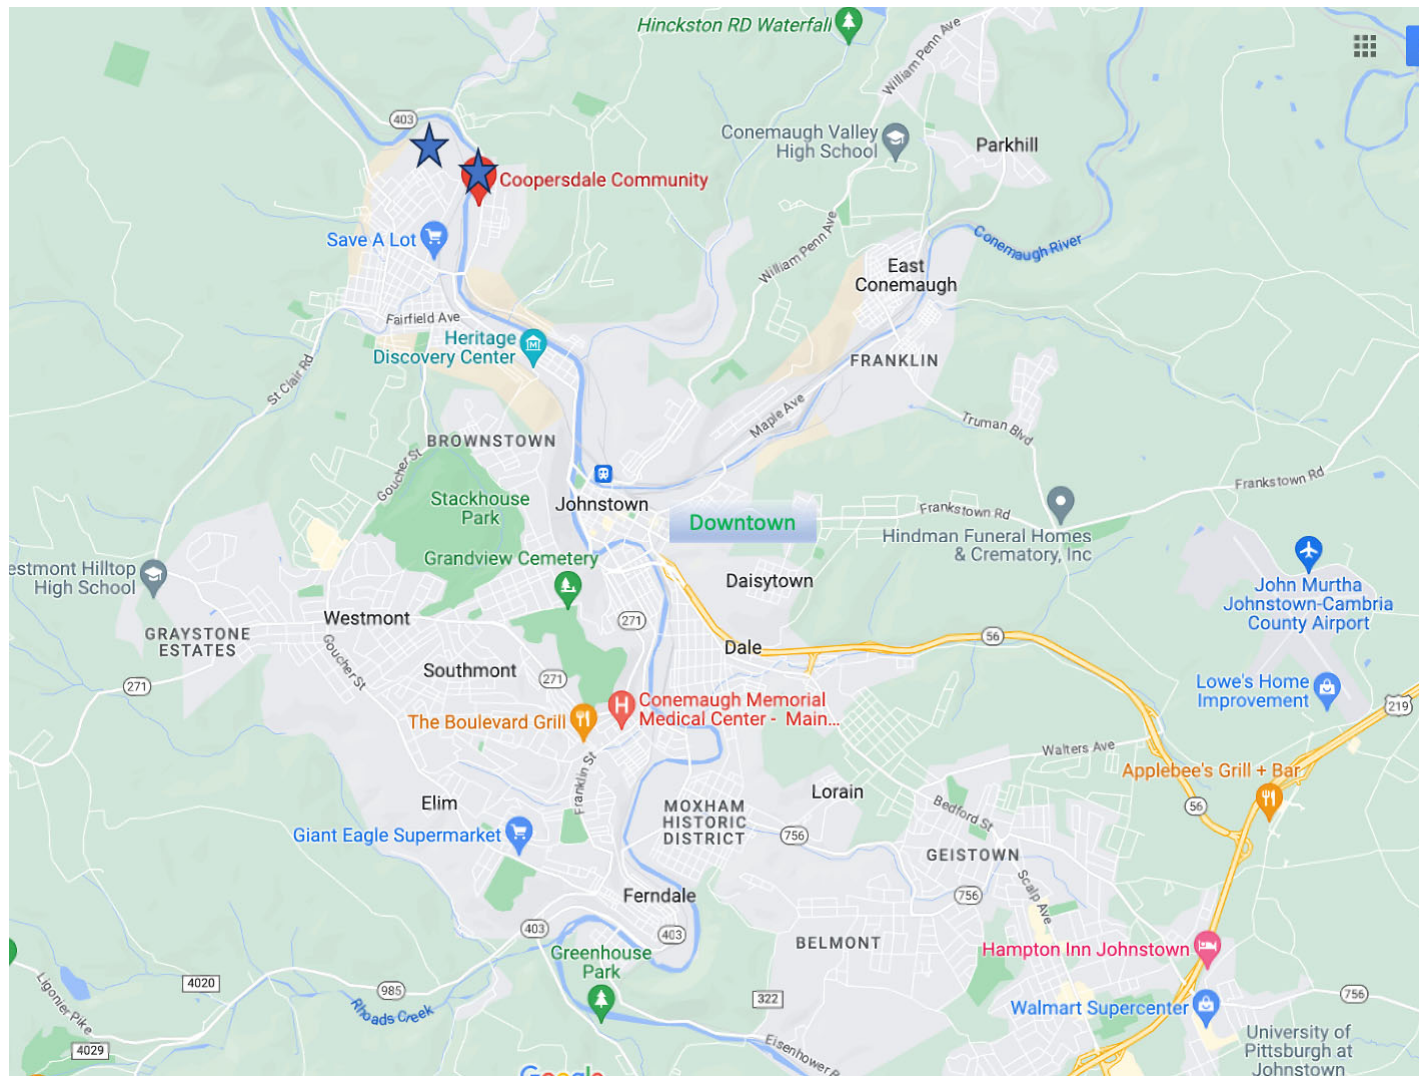 Hinckston RD Waterfall
William Penn Ave
403
Conemaugh Valley
High School
Parkhill
Coopersdale Community
Save A Lot
William Penn Ave
Conemaugh River
East
Conemaugh
Fairfield Ave
Heritage
Discovery Center
St Clair Rd
FRANKLIN
Maple Ave
Truman Blvd
BROWNSTOWN
Goucher St
Stackhouse
Park
Johnstown
Downtown
Frankstown Rd
Frankstown Rd
Hindman Funeral Homes
& Crematory, Inc
Grandview Cemetery
estmont Hilltop
High School
Daisytown
John Murtha
Johnstown-Cambria
County Airport
Westmont
271
GRAYSTONE
ESTATES
Goucher St
Dale
56
Southmont
271
271
Conemaugh Memorial
Medical Center - Main...
Lowe's Home
Improvement
219
The Boulevard Grill
Walters Ave
Applebee's Grill + Bar
Franklin St
Elim
Lorain
56
MOXHAM
HISTORIC
DISTRICT
Bedford St
756
Giant Eagle Supermarket
GEISTOWN
Scalp Ave
Ferndale
756
403
403
BELMONT
Hampton Inn Johnstown
Greenhouse
Park
4020
985
Ligonier Pike
Rhoads Creek
322
756
Walmart Supercenter
4029
Eisenhower
University of
Pittsburgh at
Johnstown
Google